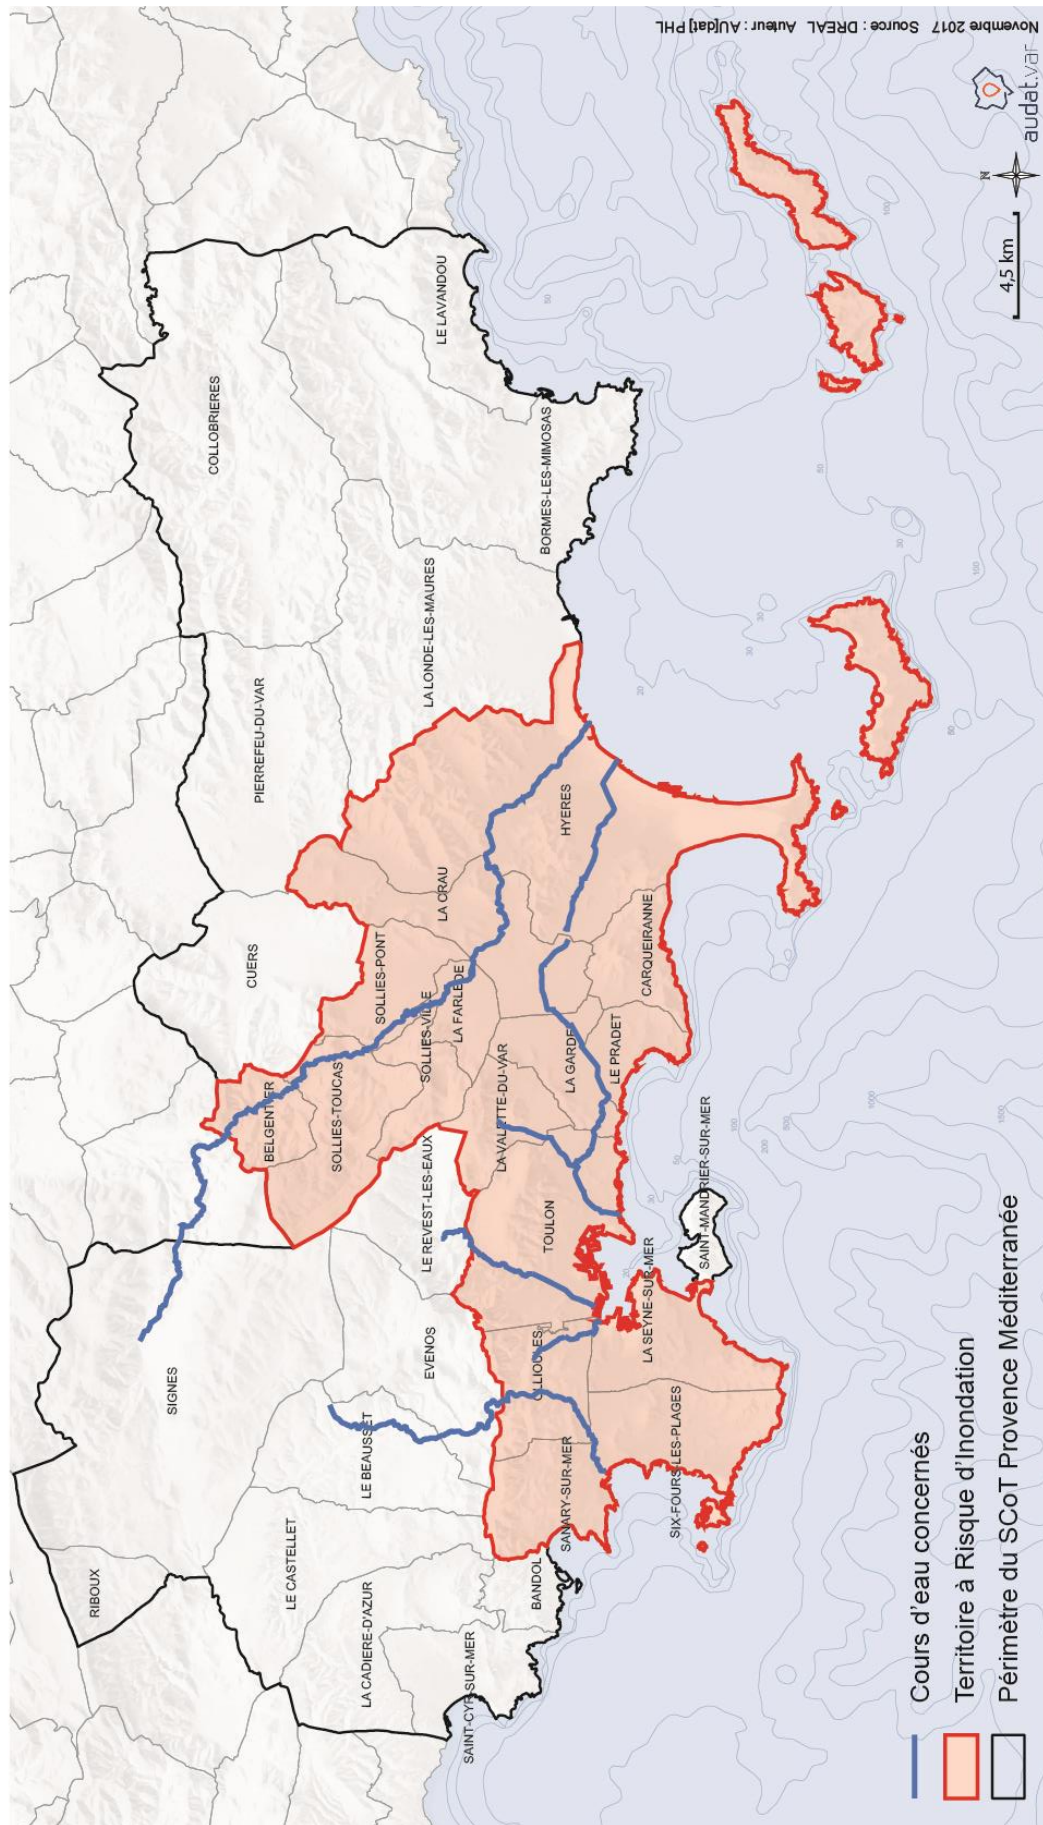 Novembre 2017 Source : DREAL Auteur : AU[dat] PHL
audat.var
N
4,5 km
COLLOBRIERES
LE LAVANDOU
BORMES-LES-MIMOSAS
LA LONDE-LES-MAURES
PIERREFEU-DU-VAR
CUERS
HYERES
LA CRAU
CARQUEIRANNE
SOLLIES-PONT
SOLLIES-VILLE
LA FARLEDE
BELGENTIER
SOLLIES-TOUCAS
LA VALETTE-DU-VAR
LA GARDE
LE PRADET
LE REVEST-LES-EAUX
TOULON
SAINT-MANDRIER-SUR-MER
LA SEYNE-SUR-MER
SIGNES
EVENOS
OLLIOULES
LE BEAUSSET
SIX-FOURS-LES-PLAGES
SANARY-SUR-MER
RIBOUX
LE CASTELLET
LA CADIERE-D'AZUR
BANDOL
SAINT-CYR-SUR-MER
Cours d'eau concernés
Territoire à Risque d'Inondation
Périmètre du SCoT Provence Méditerranée